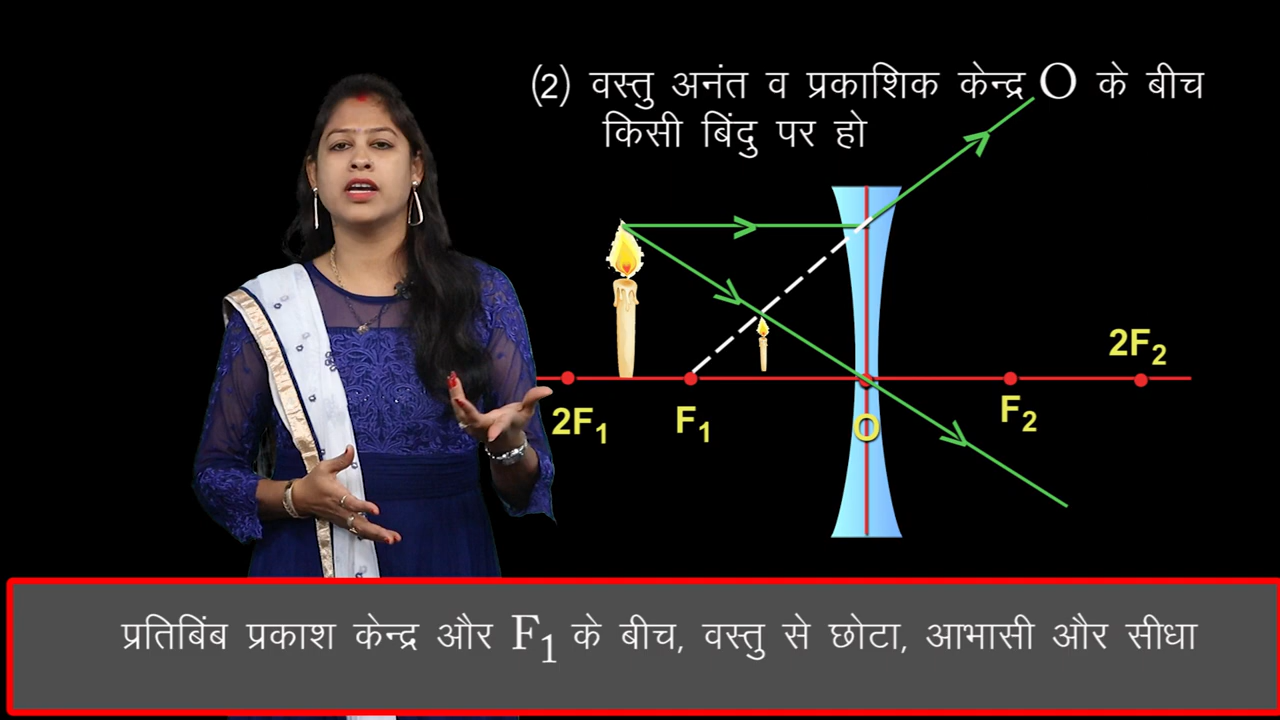 (2) वस्तु अनंत व प्रकाशिक केन्द्र O के बीच
किसी बिंदु पर हो
2F₂
2F₁
F₁
O
F₂
प्रतिबिंब प्रकाश केन्द्र और F₁ के बीच, वस्तु से छोटा, आभासी और सीधा